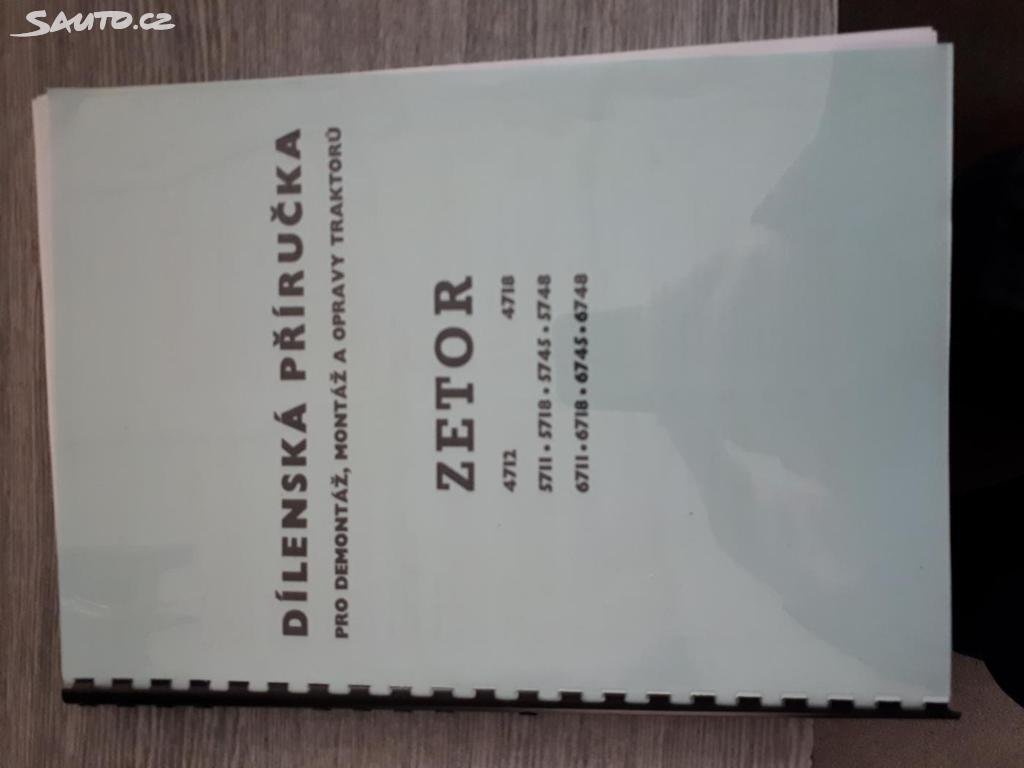 Sauto.cz
DÍLENSKÁ PŘÍRUČKA
PRO DEMONTÁŽ, MONTÁŽ A OPRAVY TRAKTORŮ
ZETOR
4712 4718
5711 • 5718 • 5745 • 5748
6711 • 6718 • 6745 • 6748